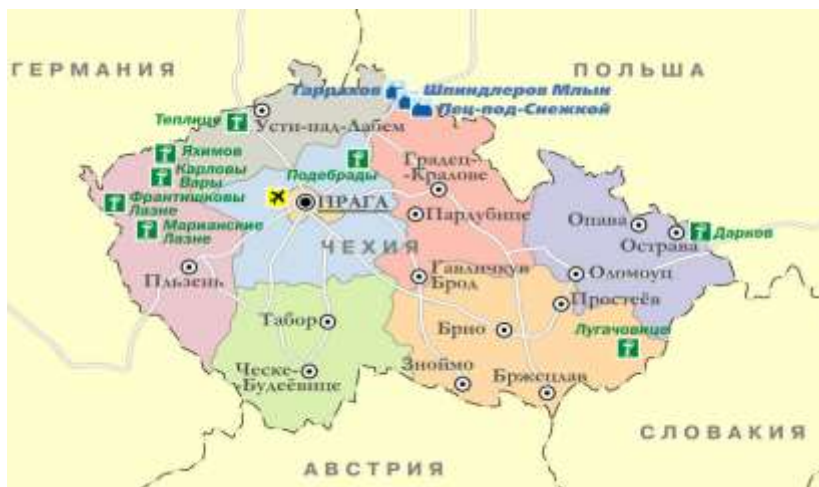 ГЕРМАНИЯ
ПОЛЬША
Гаррахов
Шпиндлеров Млын
Пец-под-Снежкой
Теплице
Усти-над-Лабем
Яхимов
Карловы
Вары
Франтишковы
Лазне
Марианские
Лазне
Подебрады
Градец-
-Кралове
ПРАГА
Пардубице
ЧЕХИЯ
Опава
Острава
Дарков
Пльзень
Гавличкув
Брод
Оломоуц
Простеёв
Табор
Брно
Лугачовице
Ческе-
-Будеёвице
Зноймо
Бржецлав
СЛОВАКИЯ
АВСТРИЯ